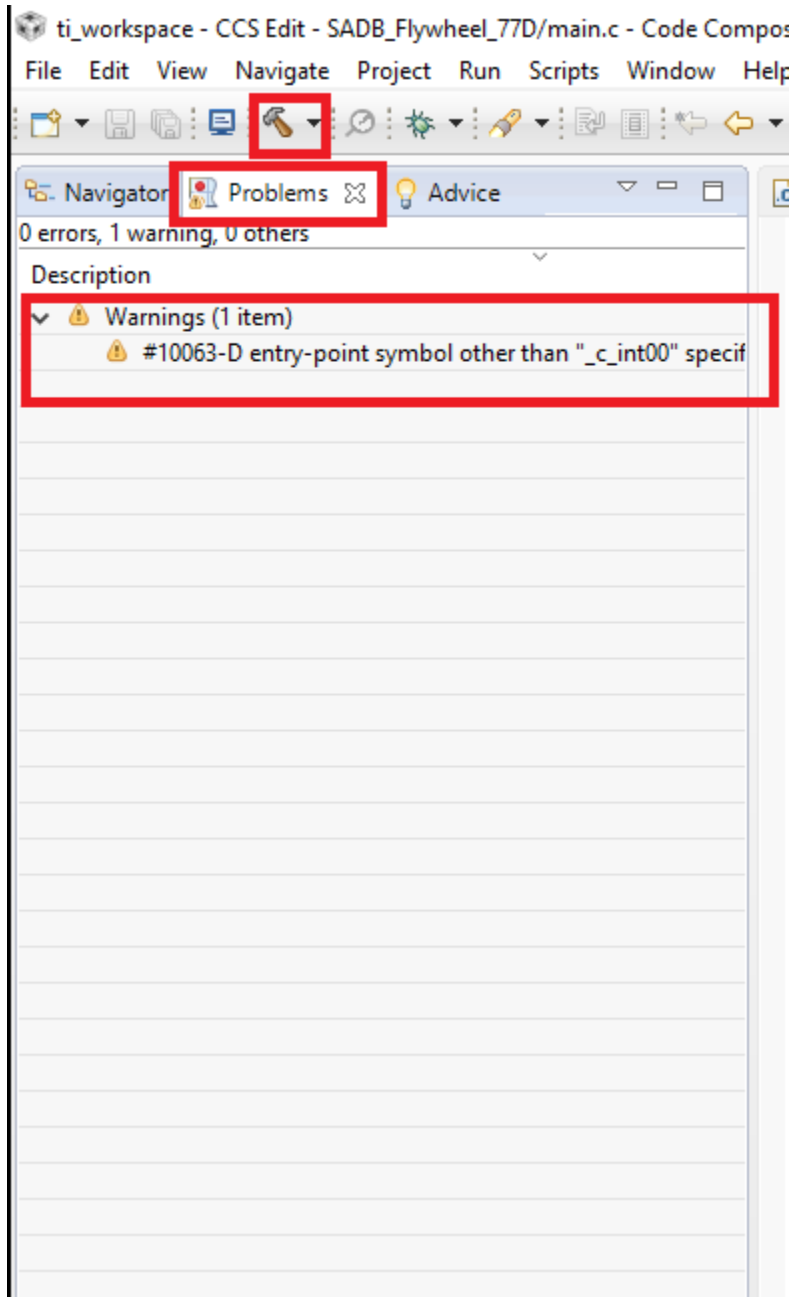 ti_workspace - CCS Edit - SADB_Flywheel_77D/main.c - Code Compos
File Edit View Navigate Project Run Scripts Window Help
Navigator Problems Advice
0 errors, 1 warning, 0 others
Description
Warnings (1 item)
#10063-D entry-point symbol other than "_c_int00" specif